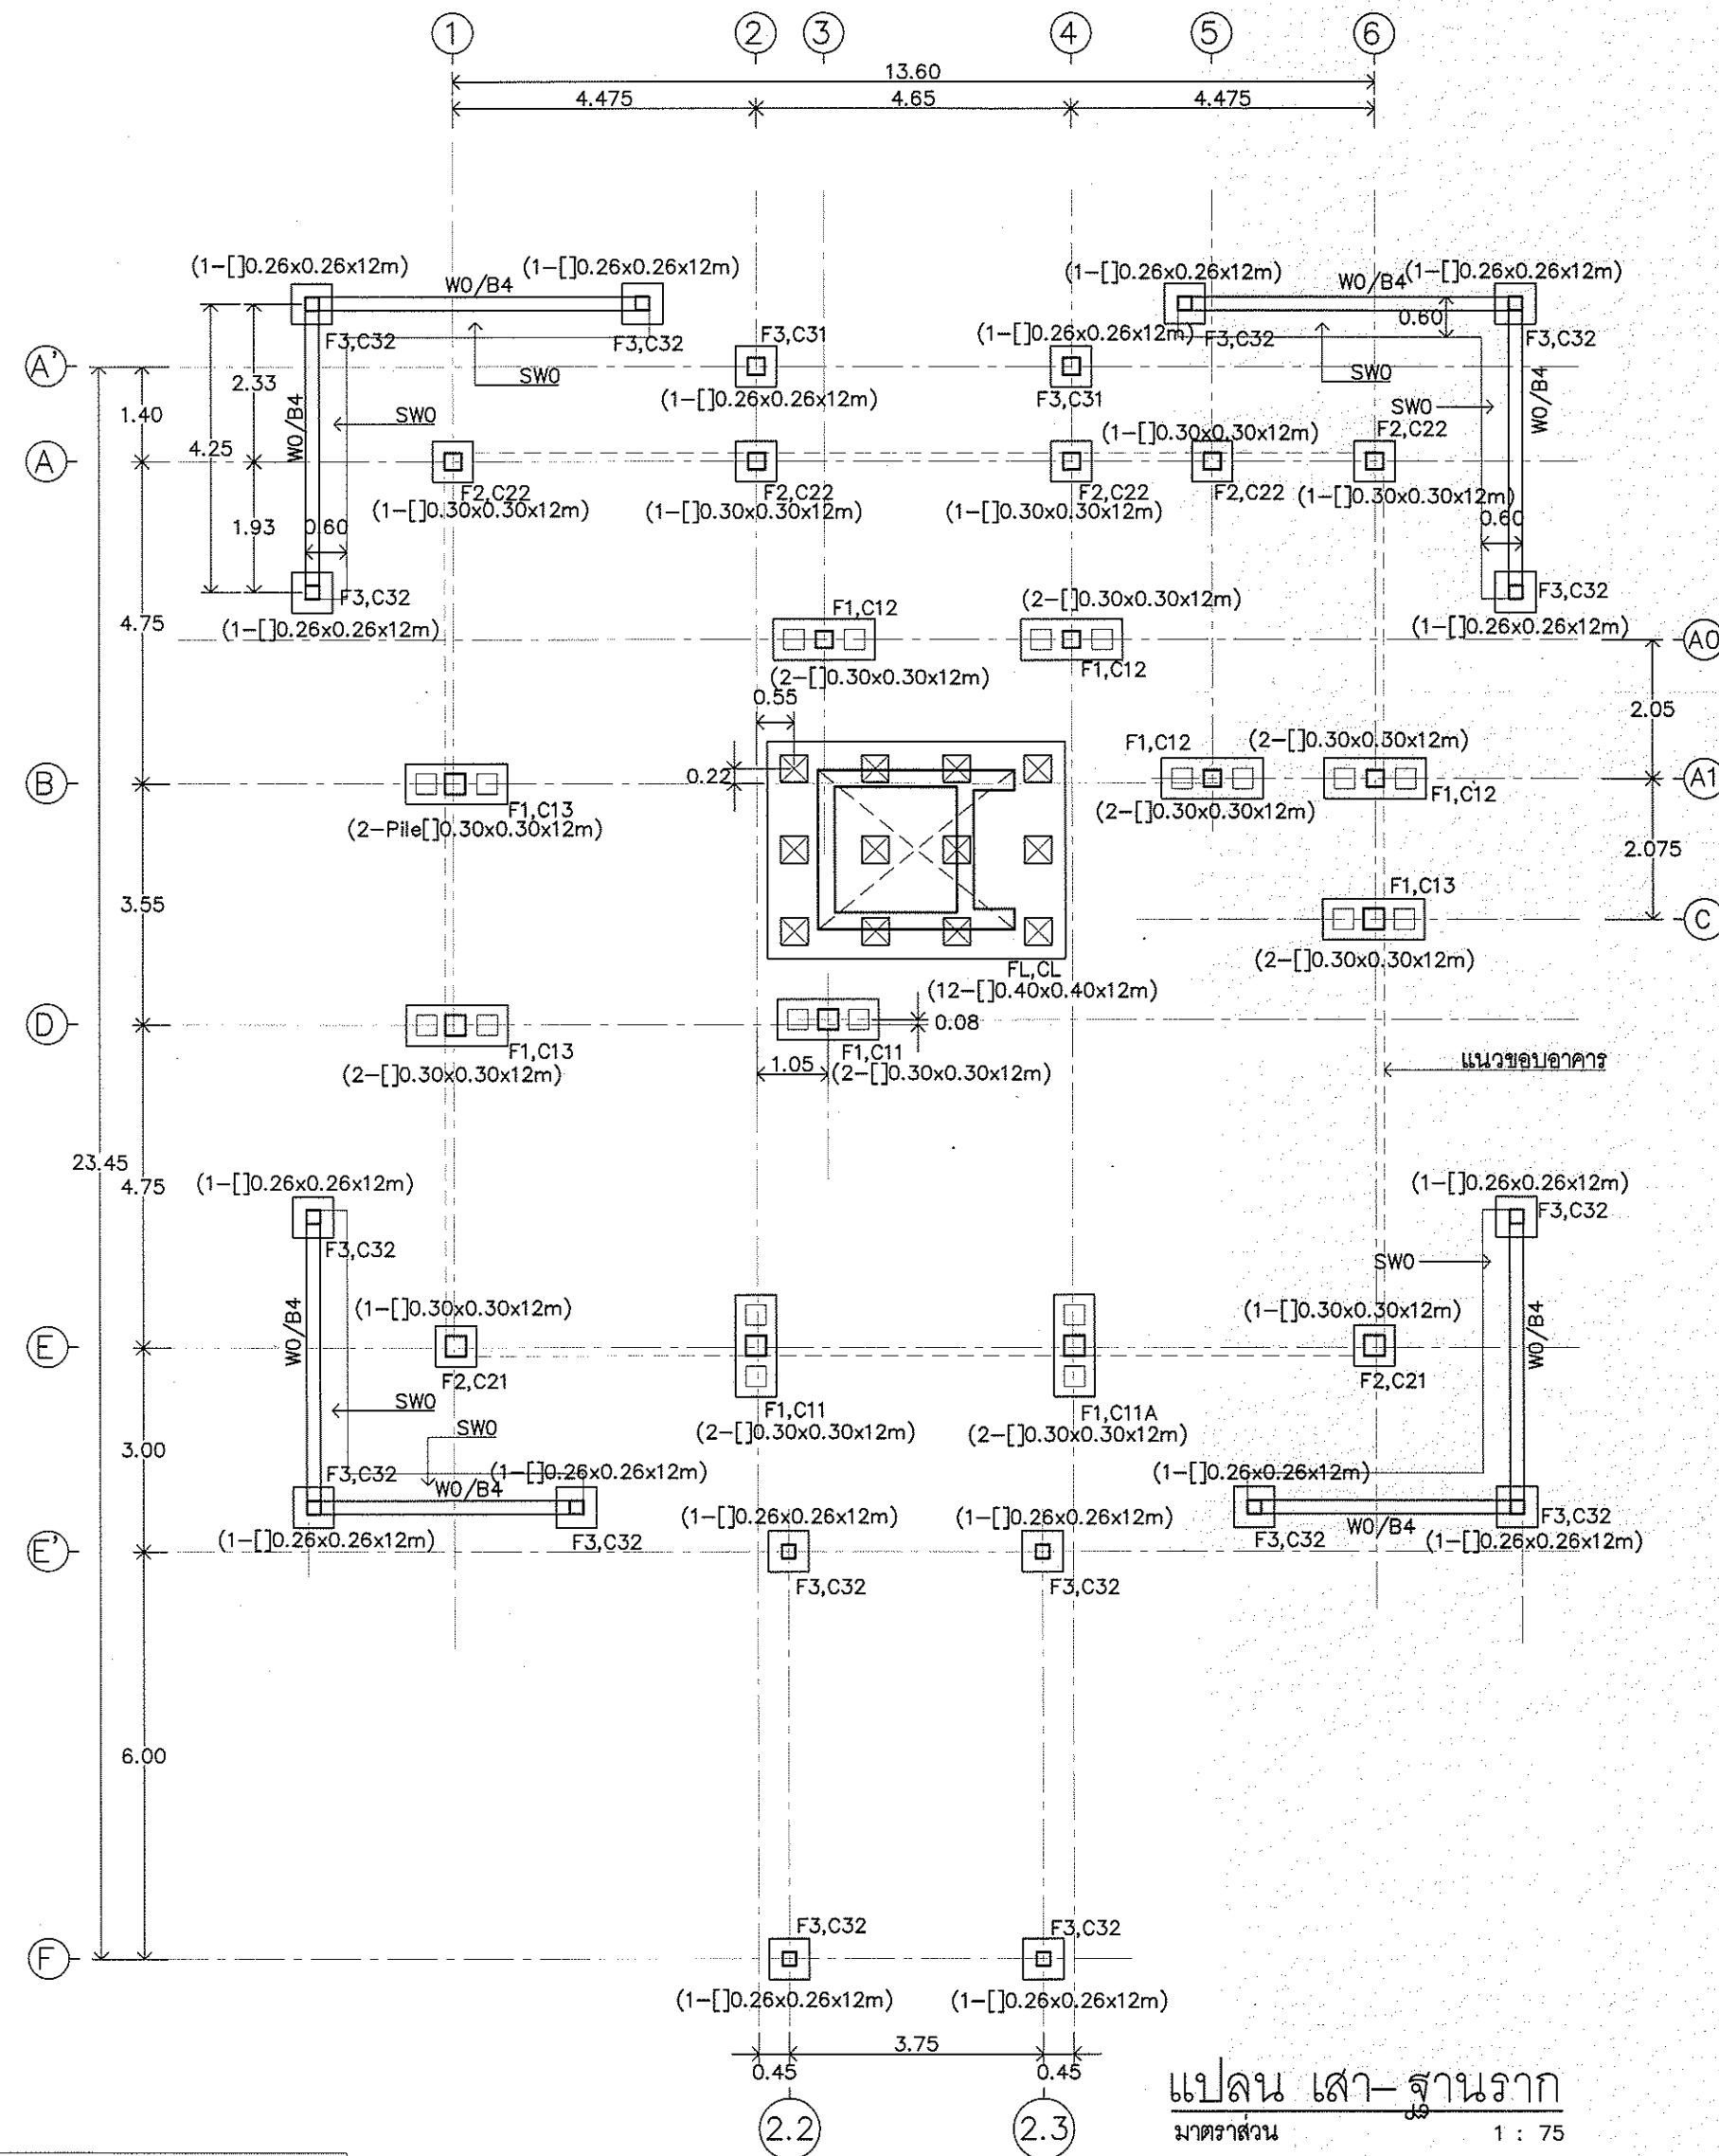 1 2 3 4 5 6
13.60
4.475 4.65 4.475
(1-[]0.26x0.26x12m) (1-[]0.26x0.26x12m) (1-[]0.26x0.26x12m) (1-[]0.26x0.26x12m)
W0/B4 W0/B4
F3,C32 F3,C32 F3,C32 F3,C32
0.60
F3,C31 (1-[]0.26x0.26x12m)
A'
2.33 SW0 SW0
(1-[]0.26x0.26x12m) F3,C31
1.40
W0/B4 SW0 SW0 W0/B4
4.25
(1-[]0.30x0.30x12m) F2,C22
A
F2,C22 F2,C22 F2,C22 F2,C22
(1-[]0.30x0.30x12m) (1-[]0.30x0.30x12m) (1-[]0.30x0.30x12m) (1-[]0.30x0.30x12m)
1.93 0.60 0.60
F3,C32 F3,C32
(1-[]0.26x0.26x12m) (1-[]0.26x0.26x12m)
4.75
F1,C12 (2-[]0.30x0.30x12m)
A0
(2-[]0.30x0.30x12m) F1,C12
0.55
2.05
F1,C12 (2-[]0.30x0.30x12m)
B 0.22 A1
F1,C13 (2-[]0.30x0.30x12m) F1,C12
(2-Pile[]0.30x0.30x12m)
2.075
3.55
F1,C13
C
(2-[]0.30x0.30x12m)
FL,CL
(12-[]0.40x0.40x12m)
D 0.08
F1,C13 F1,C11
(2-[]0.30x0.30x12m) 1.05 (2-[]0.30x0.30x12m)
แนวขอบอาคาร
23.45
4.75
(1-[]0.26x0.26x12m) (1-[]0.26x0.26x12m)
F3,C32 F3,C32
SW0
(1-[]0.30x0.30x12m) (1-[]0.30x0.30x12m)
W0/B4 W0/B4
E
F2,C21 F2,C21
SW0 F1,C11 F1,C11A
SW0 (2-[]0.30x0.30x12m) (2-[]0.30x0.30x12m)
3.00
F3,C32 (1-[]0.26x0.26x12m) (1-[]0.26x0.26x12m)
W0/B4 W0/B4
(1-[]0.26x0.26x12m) (1-[]0.26x0.26x12m) F3,C32
(1-[]0.26x0.26x12m) F3,C32 F3,C32 (1-[]0.26x0.26x12m)
E'
F3,C32 F3,C32
6.00
F3,C32 F3,C32
F
(1-[]0.26x0.26x12m) (1-[]0.26x0.26x12m)
3.75
0.45 0.45
2.2 2.3
แปลน เสา-ฐานราก
มาตราส่วน 1 : 75